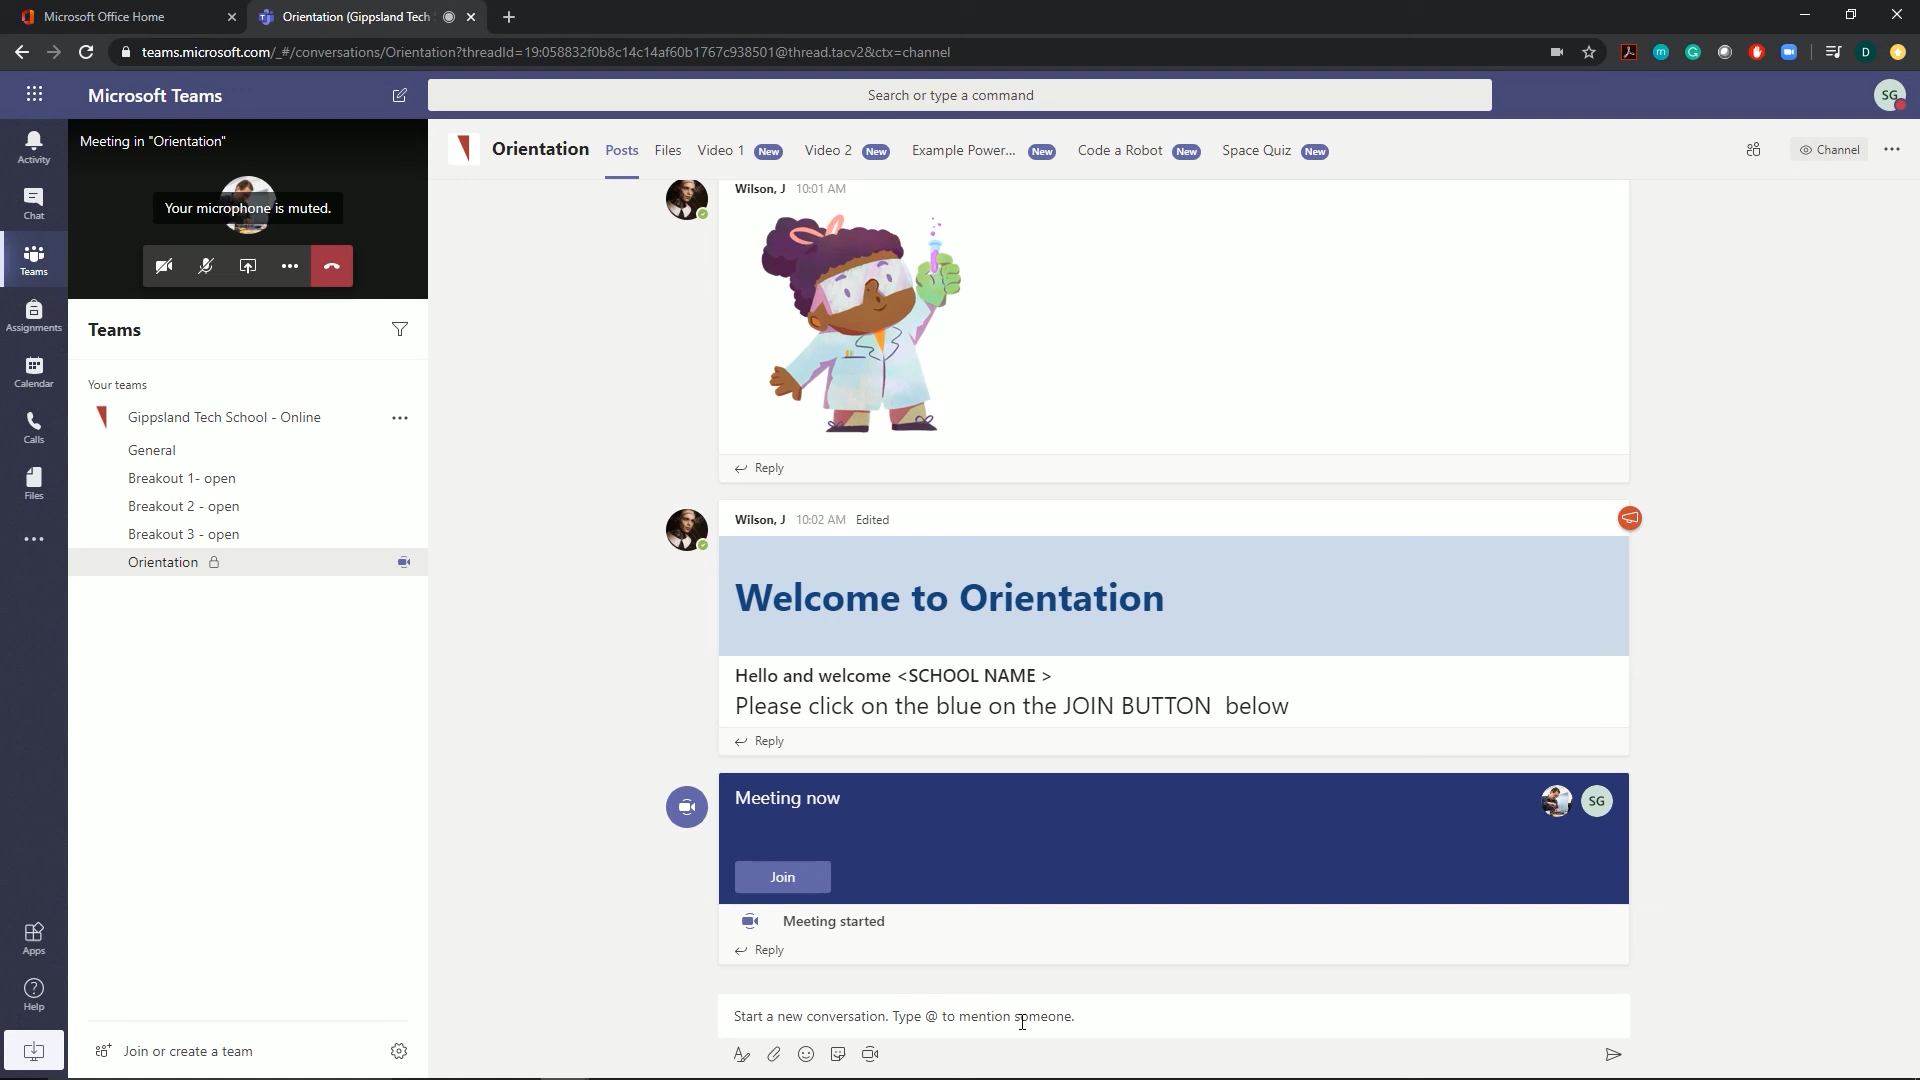 Microsoft Office Home
Orientation (Gippsland Tech
teams.microsoft.com/_#/conversations/Orientation?threadId=19:058832f0b8c14c14af60b1767c938501@thread.tacv2&ctx=channel
D
Microsoft Teams
Search or type a command
SG
Activity
Chat
Teams
Assignments
Calendar
Calls
Files
Apps
Help
Meeting in "Orientation"
Your microphone is muted.
Teams
Your teams
Gippsland Tech School - Online
General
Breakout 1- open
Breakout 2 - open
Breakout 3 - open
Orientation
Join or create a team
Orientation Posts Files Video 1 New Video 2 New Example Power... New Code a Robot New Space Quiz New
Channel
Wilson, J 10:01 AM
Reply
Wilson, J 10:02 AM Edited
Welcome to Orientation
Hello and welcome <SCHOOL NAME >
Please click on the blue on the JOIN BUTTON below
Reply
Meeting now
SG
Join
Meeting started
Reply
Start a new conversation. Type @ to mention someone.